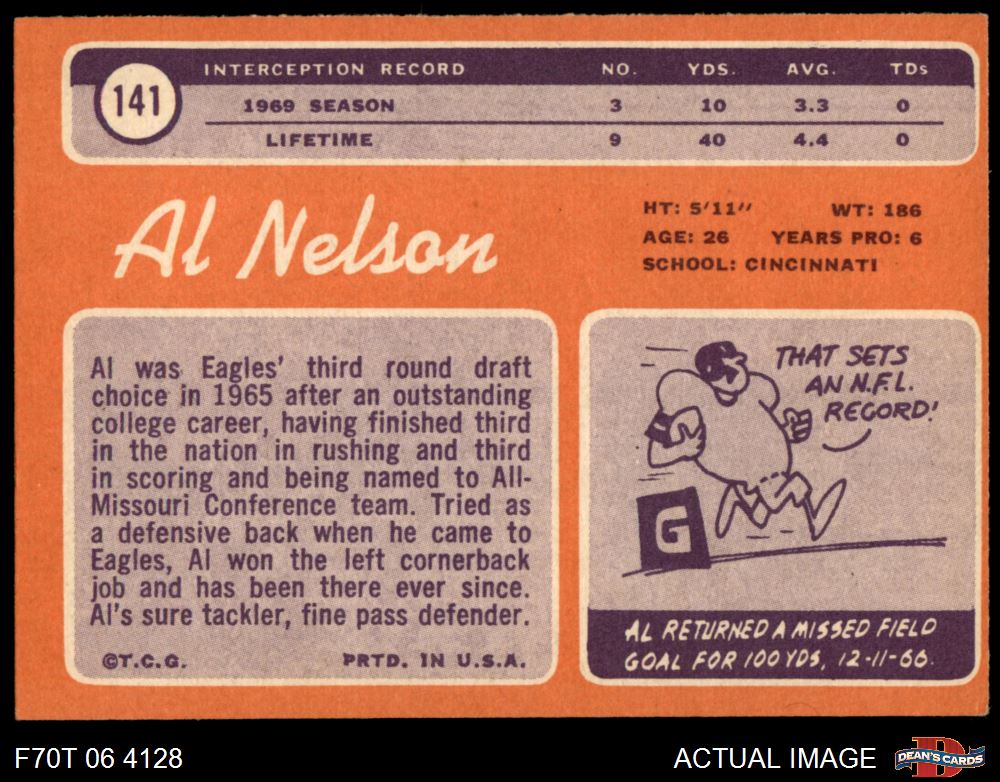 141
INTERCEPTION RECORD NO. YDS. AVG. TDs
1969 SEASON 3 10 3.3 0
LIFETIME 9 40 4.4 0
Al Nelson
HT: 5'11" WT: 186
AGE: 26 YEARS PRO: 6
SCHOOL: CINCINNATI
Al was Eagles' third round draft
choice in 1965 after an outstanding
college career, having finished third
in the nation in rushing and third
in scoring and being named to All-
Missouri Conference team. Tried as
a defensive back when he came to
Eagles, Al won the left cornerback
job and has been there ever since.
Al's sure tackler, fine pass defender.
©T.C.G. PRTD. IN U.S.A.
THAT SETS
AN N.F.L.
RECORD!
G
AL RETURNED A MISSED FIELD
GOAL FOR 100 YDS, 12-11-66.
F70T 06 4128
ACTUAL IMAGE
D
DEAN'S CARDS